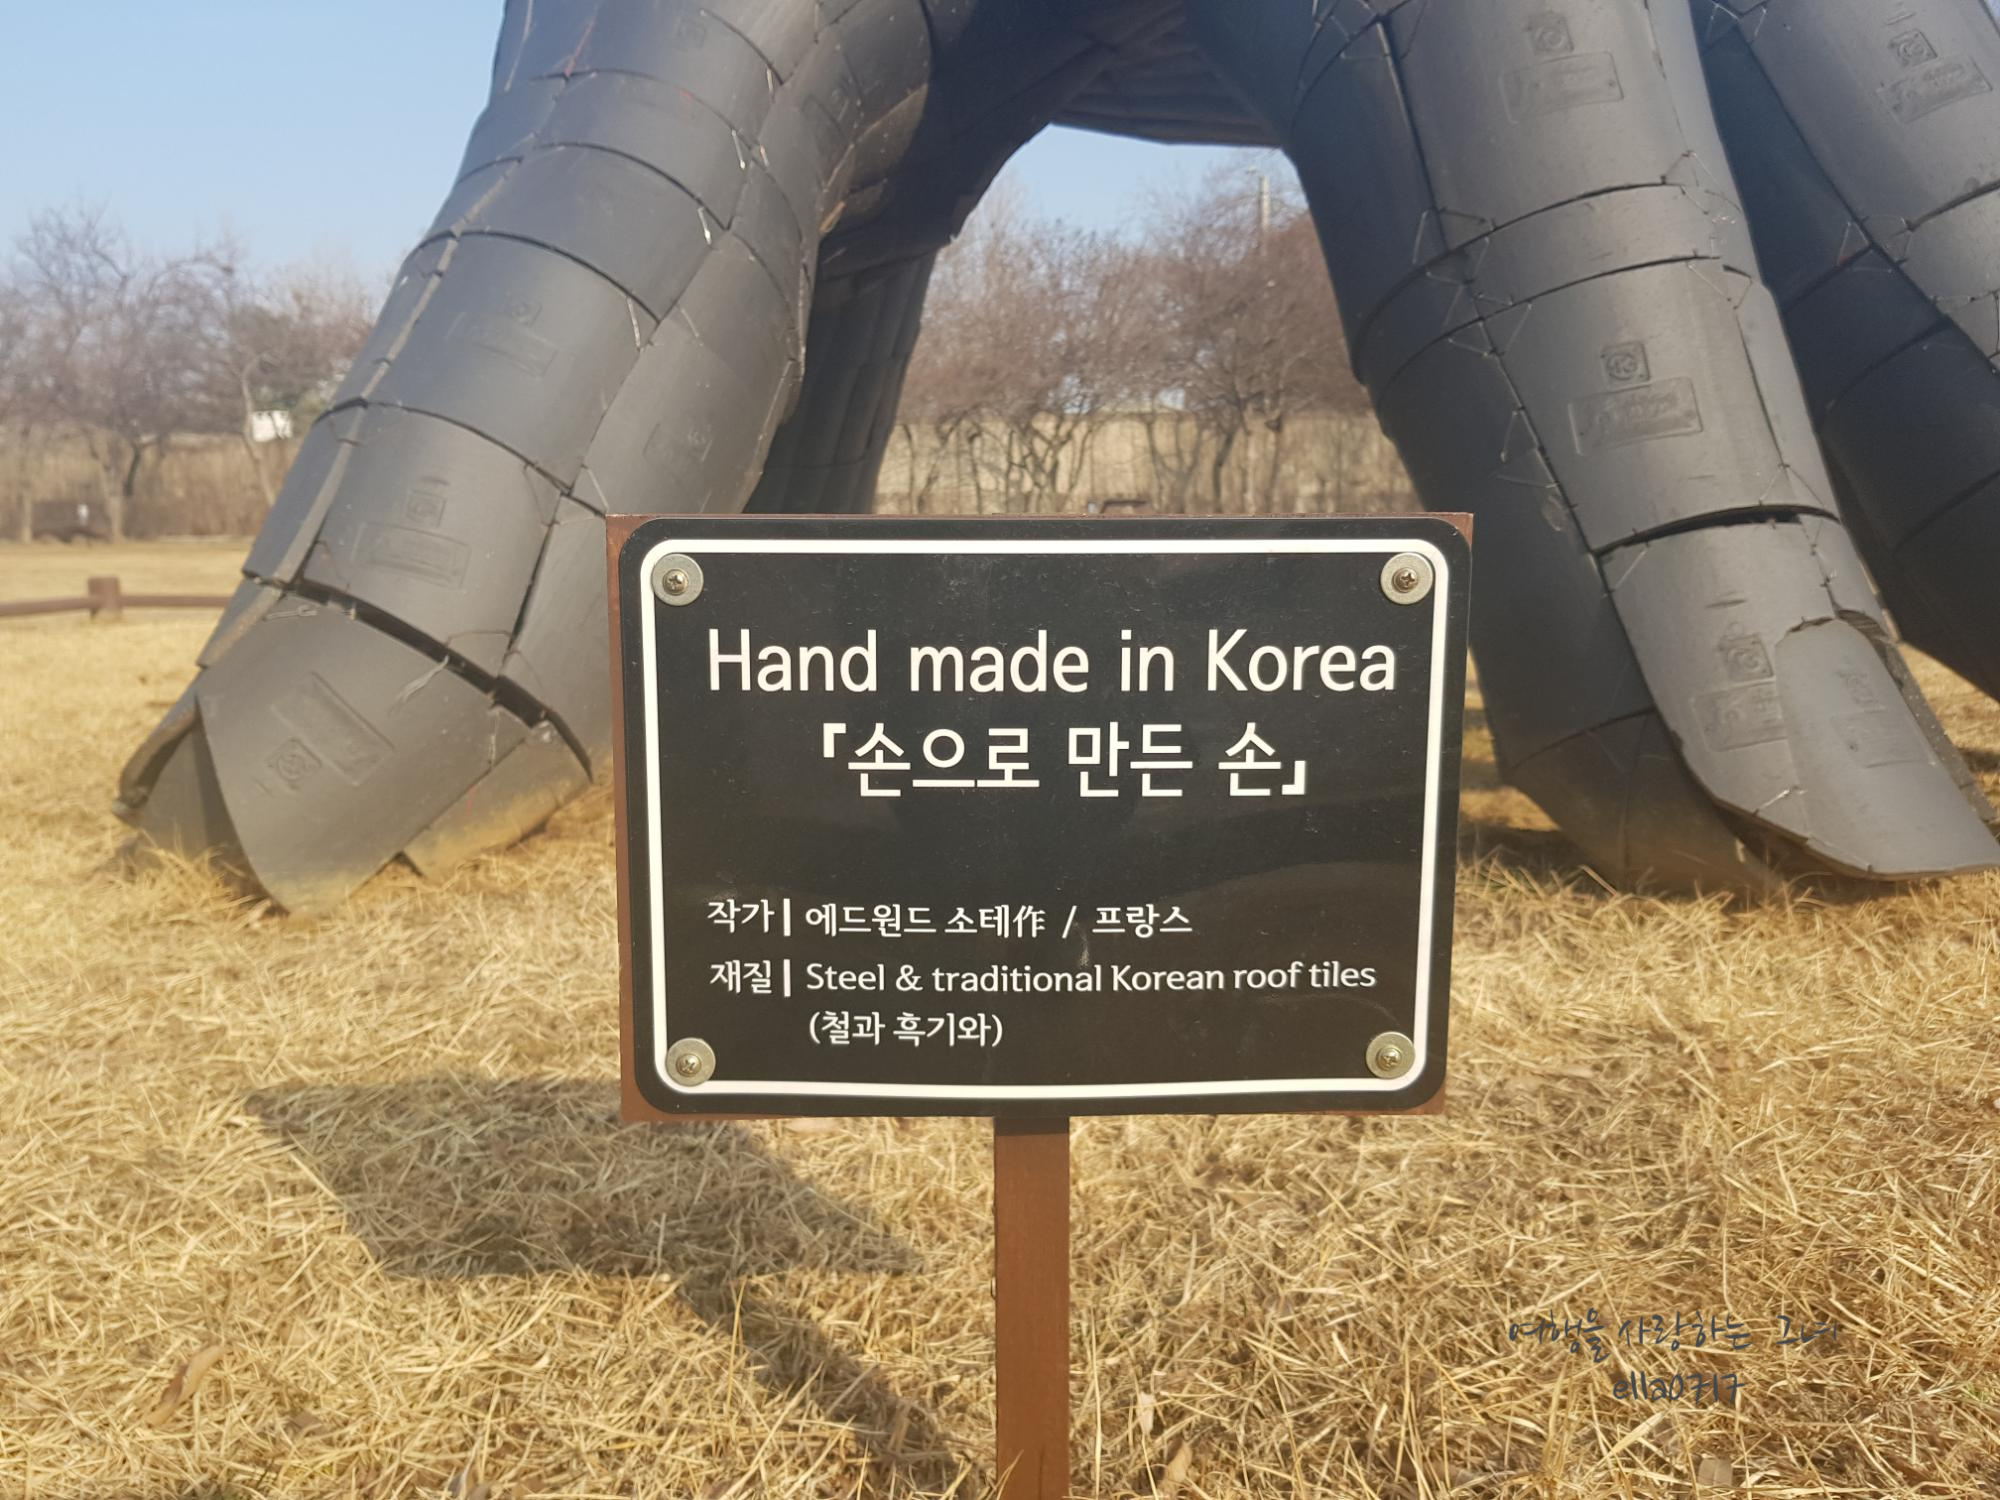 Hand made in Korea
「손으로 만든 손」
작가 | 에드원드 소테作 / 프랑스
재질 | Steel & traditional Korean roof tiles
(철과 흑기와)
여행을 사랑하는 그녀
ella0717